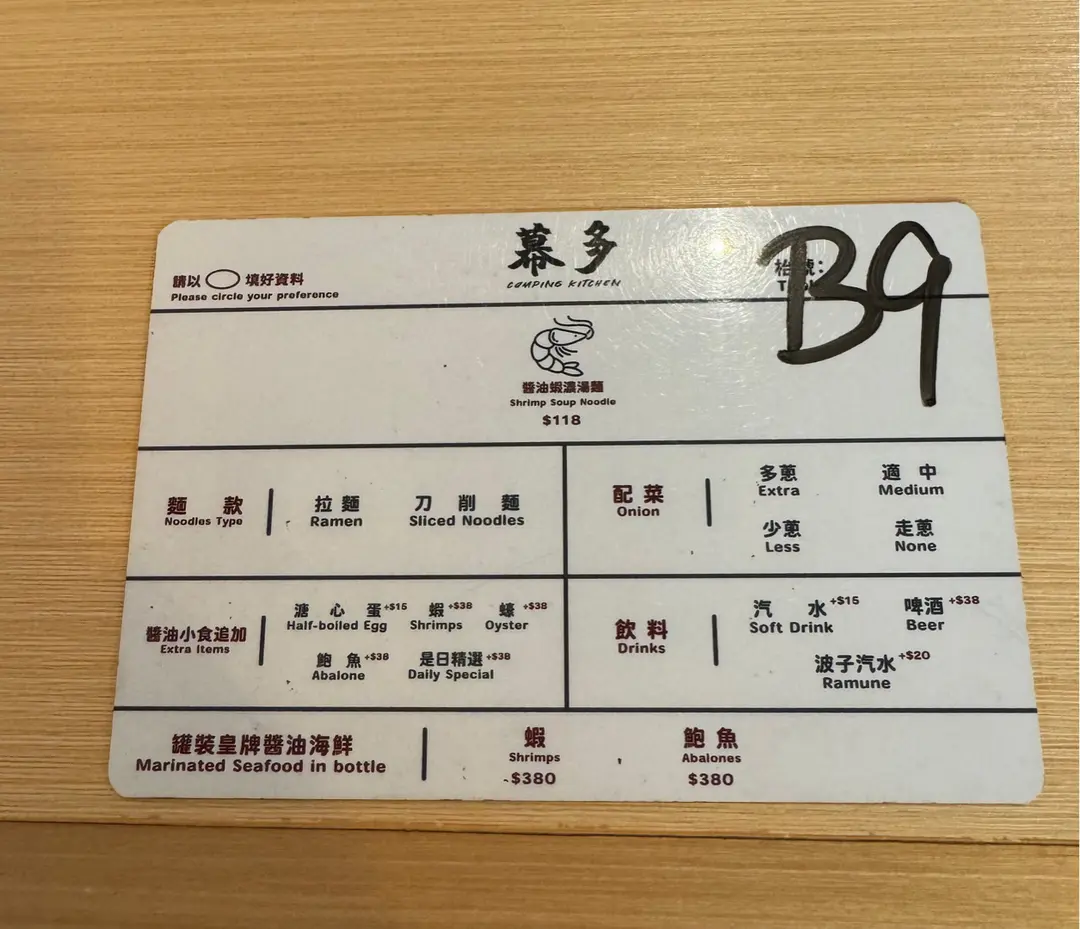 幕多
CAMPING KITCHEN
請以 填好資料
Please circle your preference
枱號：
B9
醬油蝦濃湯麵
Shrimp Soup Noodle
$118
麵款
Noodles Type
拉麵
Ramen
刀削麵
Sliced Noodles
配菜
Onion
多蔥
Extra
適中
Medium
少蔥
Less
走蔥
None
醬油小食追加
Extra Items
溏心蛋+$15
Half-boiled Egg
蝦+$38
Shrimps
蠔+$38
Oyster
鮑魚+$38
Abalone
是日精選+$38
Daily Special
飲料
Drinks
汽水+$15
Soft Drink
啤酒+$38
Beer
波子汽水+$20
Ramune
罐裝皇牌醬油海鮮
Marinated Seafood in bottle
蝦
Shrimps
$380
鮑魚
Abalones
$380